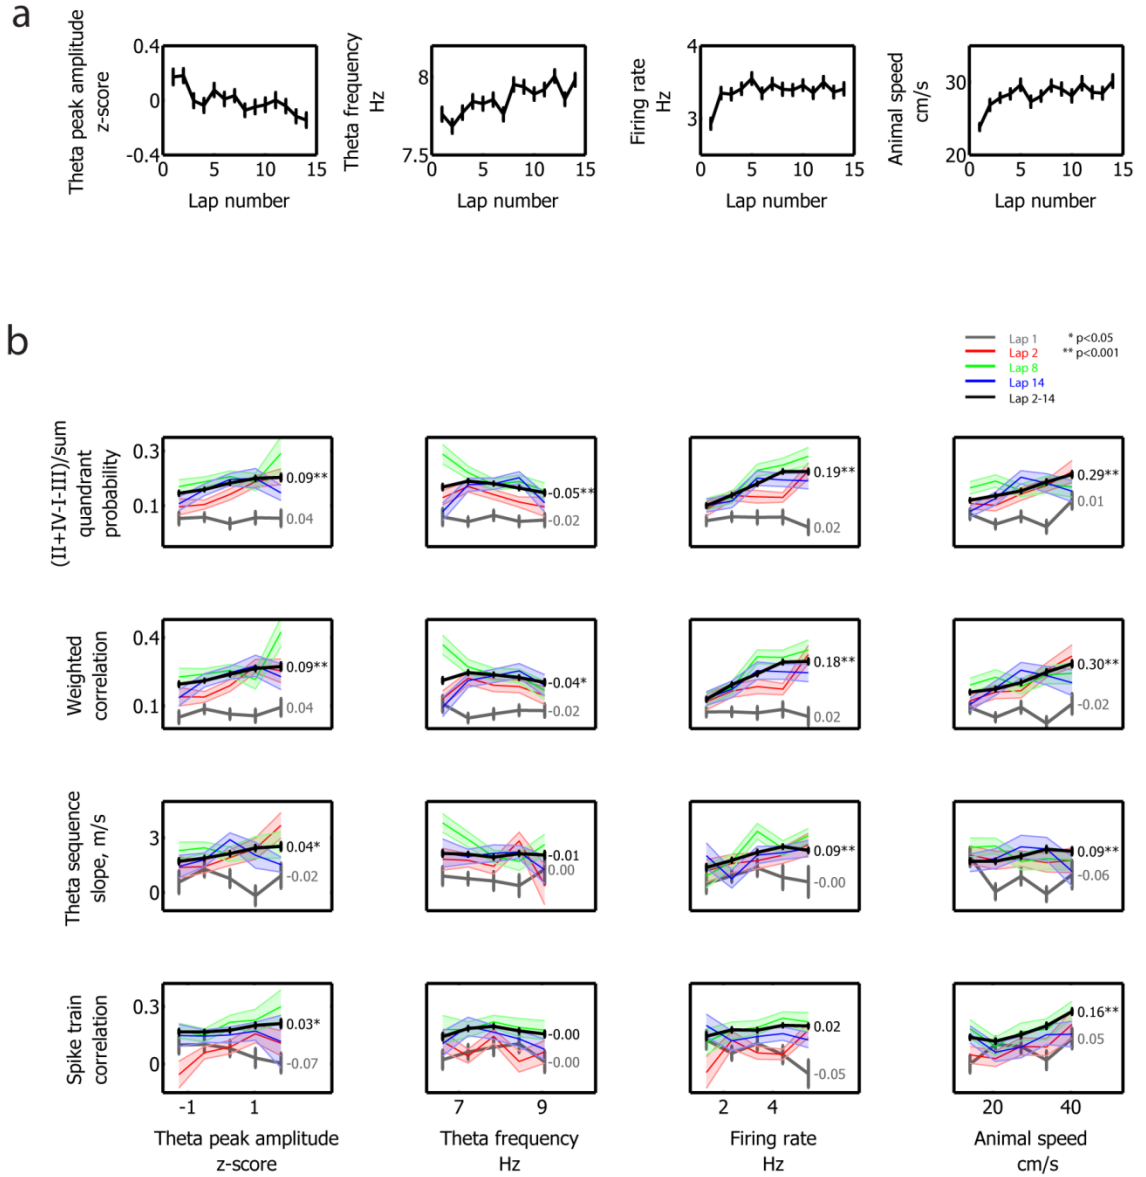 a
Theta peak amplitude
z-score
0.4
0
-0.4
0 5 10 15
Lap number
Theta frequency
Hz
8
7.5
0 5 10 15
Lap number
Firing rate
Hz
4
3
0 5 10 15
Lap number
Animal speed
cm/s
30
20
0 5 10 15
Lap number
b
Lap 1 * p<0.05
Lap 2 ** p<0.001
Lap 8
Lap 14
Lap 2-14
(II+IV-I-III)/sum
quandrant
probability
0.3
0.1
0.09**
0.04
-0.05**
-0.02
0.19**
0.02
0.29**
0.01
Weighted
correlation
0.4
0.1
0.09**
0.04
-0.04*
-0.02
0.18**
0.02
0.30**
-0.02
Theta sequence
slope, m/s
3
0
0.04*
-0.02
-0.01
0.00
0.09**
-0.00
0.09**
-0.06
Spike train
correlation
0.3
0
0.03*
-0.07
-0.00
-0.00
0.02
-0.05
0.16**
0.05
-1 1
Theta peak amplitude
z-score
7 9
Theta frequency
Hz
2 4
Firing rate
Hz
20 40
Animal speed
cm/s